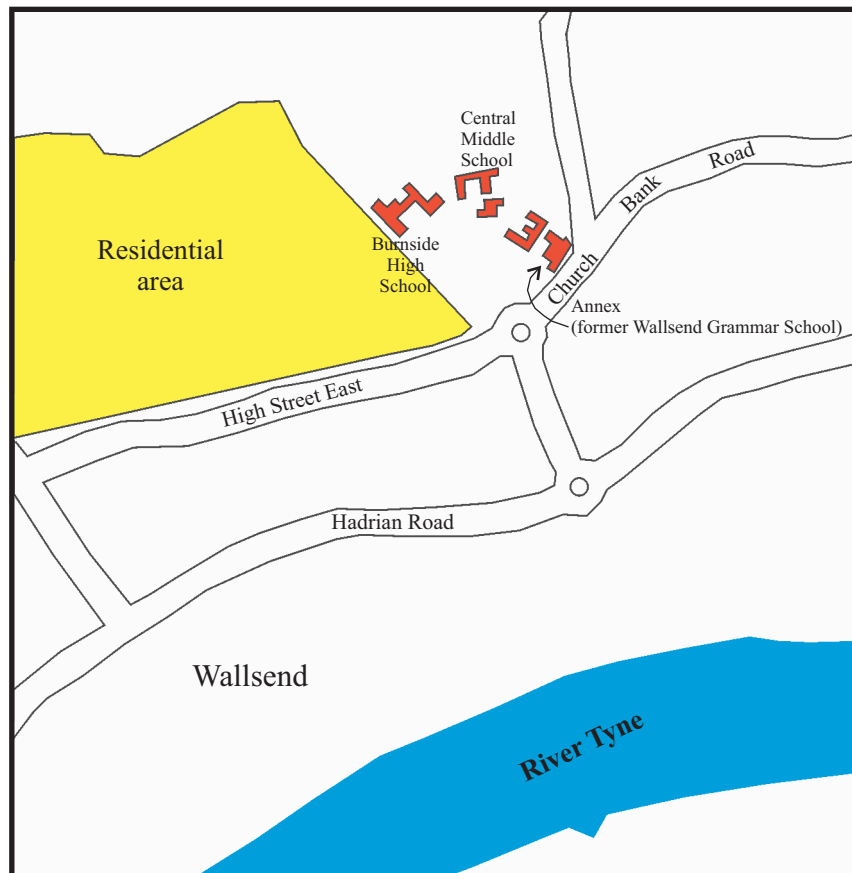 Central
Middle
School
Church Bank Road
Residential
area
Burnside
High
School
Annex
(former Wallsend Grammar School)
High Street East
Hadrian Road
Wallsend
River Tyne